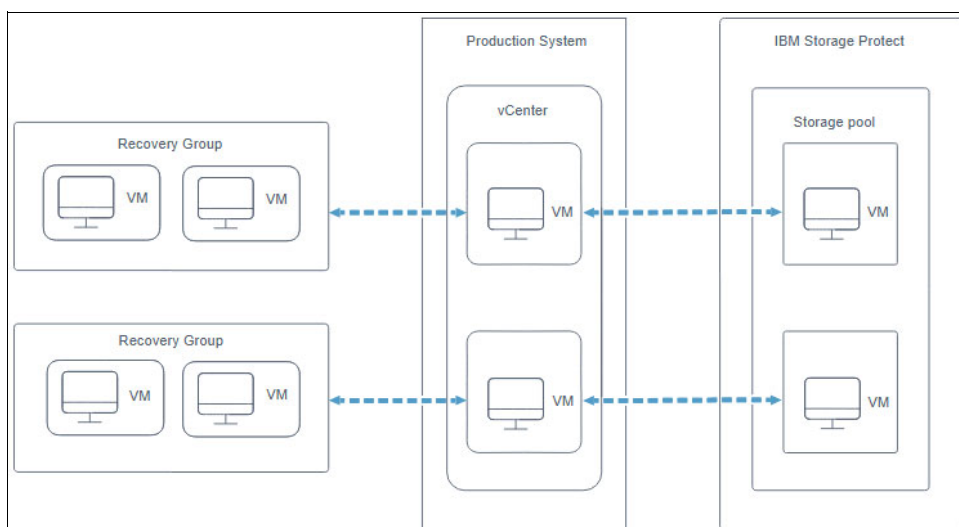 Production System
IBM Storage Protect
vCenter
Storage pool
Recovery Group
VM
VM
VM
VM
Recovery Group
VM
VM
VM
VM